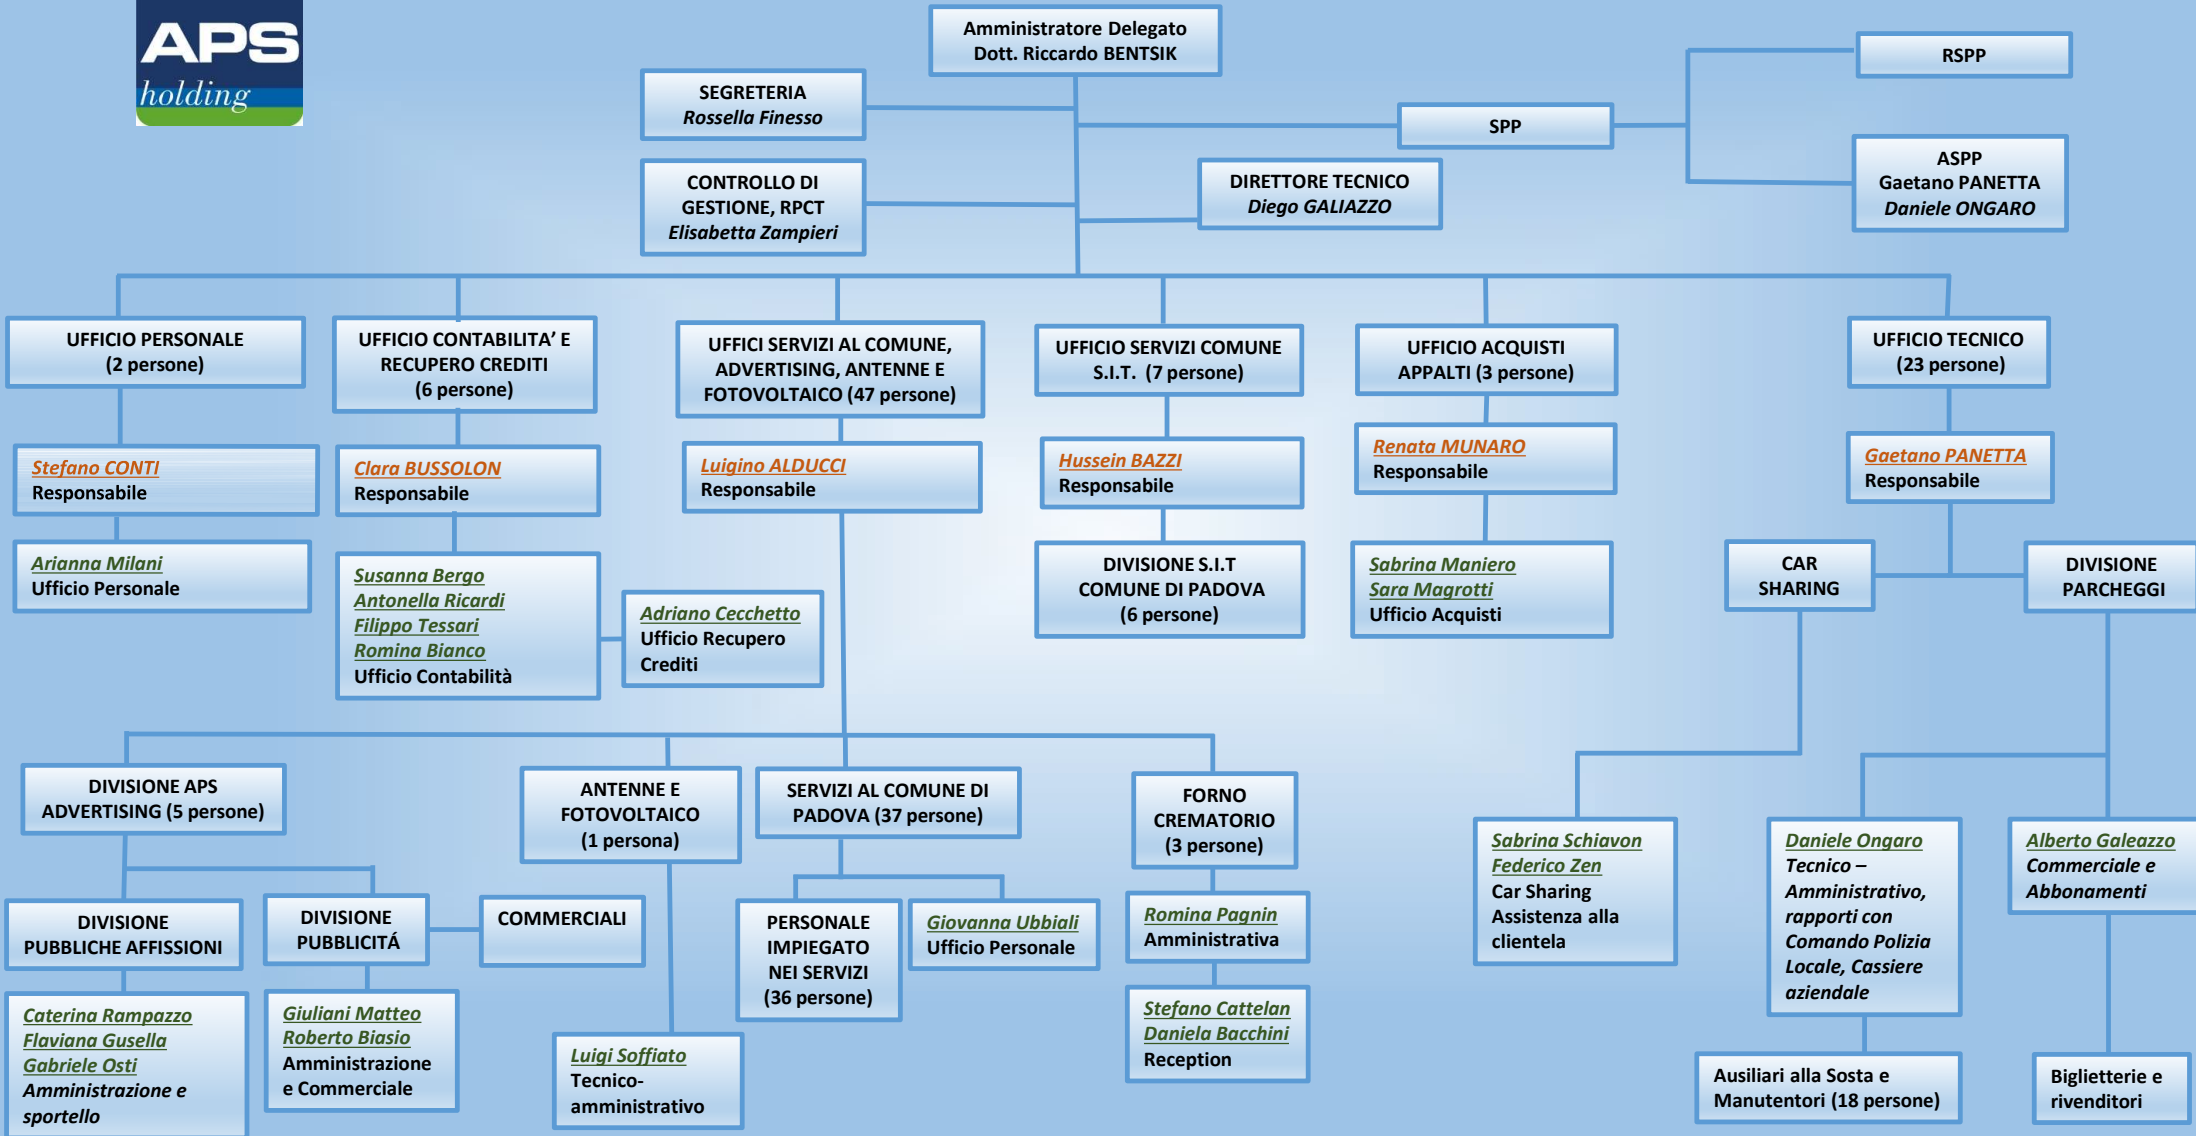 APS
holding
Amministratore Delegato
Dott. Riccardo BENTSIK
SEGRETERIA
Rossella Finesso
SPP
RSPP
ASPP
Gaetano PANETTA
Daniele ONGARO
CONTROLLO DI
GESTIONE, RPCT
Elisabetta Zampieri
DIRETTORE TECNICO
Diego GALIAZZO
UFFICIO PERSONALE
(2 persone)
UFFICIO CONTABILITA’ E
RECUPERO CREDITI
(6 persone)
UFFICI SERVIZI AL COMUNE,
ADVERTISING, ANTENNE E
FOTOVOLTAICO (47 persone)
UFFICIO SERVIZI COMUNE
S.I.T. (7 persone)
UFFICIO ACQUISTI
APPALTI (3 persone)
UFFICIO TECNICO
(23 persone)
Stefano CONTI
Responsabile
Clara BUSSOLON
Responsabile
Luigino ALDUCCI
Responsabile
Hussein BAZZI
Responsabile
Renata MUNARO
Responsabile
Gaetano PANETTA
Responsabile
Arianna Milani
Ufficio Personale
Susanna Bergo
Antonella Ricardi
Filippo Tessari
Romina Bianco
Ufficio Contabilità
Adriano Cecchetto
Ufficio Recupero
Crediti
DIVISIONE S.I.T
COMUNE DI PADOVA
(6 persone)
Sabrina Maniero
Sara Magrotti
Ufficio Acquisti
CAR
SHARING
DIVISIONE
PARCHEGGI
DIVISIONE APS
ADVERTISING (5 persone)
ANTENNE E
FOTOVOLTAICO
(1 persona)
SERVIZI AL COMUNE DI
PADOVA (37 persone)
FORNO
CREMATORIO
(3 persone)
Sabrina Schiavon
Federico Zen
Car Sharing
Assistenza alla
clientela
Daniele Ongaro
Tecnico –
Amministrativo,
rapporti con
Comando Polizia
Locale, Cassiere
aziendale
Alberto Galeazzo
Commerciale e
Abbonamenti
DIVISIONE
PUBBLICHE AFFISSIONI
DIVISIONE
PUBBLICITÁ
COMMERCIALI
PERSONALE
IMPIEGATO
NEI SERVIZI
(36 persone)
Giovanna Ubbiali
Ufficio Personale
Romina Pagnin
Amministrativa
Caterina Rampazzo
Flaviana Gusella
Gabriele Osti
Amministrazione e
sportello
Giuliani Matteo
Roberto Biasio
Amministrazione
e Commerciale
Luigi Soffiato
Tecnico-
amministrativo
Stefano Cattelan
Daniela Bacchini
Reception
Ausiliari alla Sosta e
Manutentori (18 persone)
Biglietterie e
rivenditori